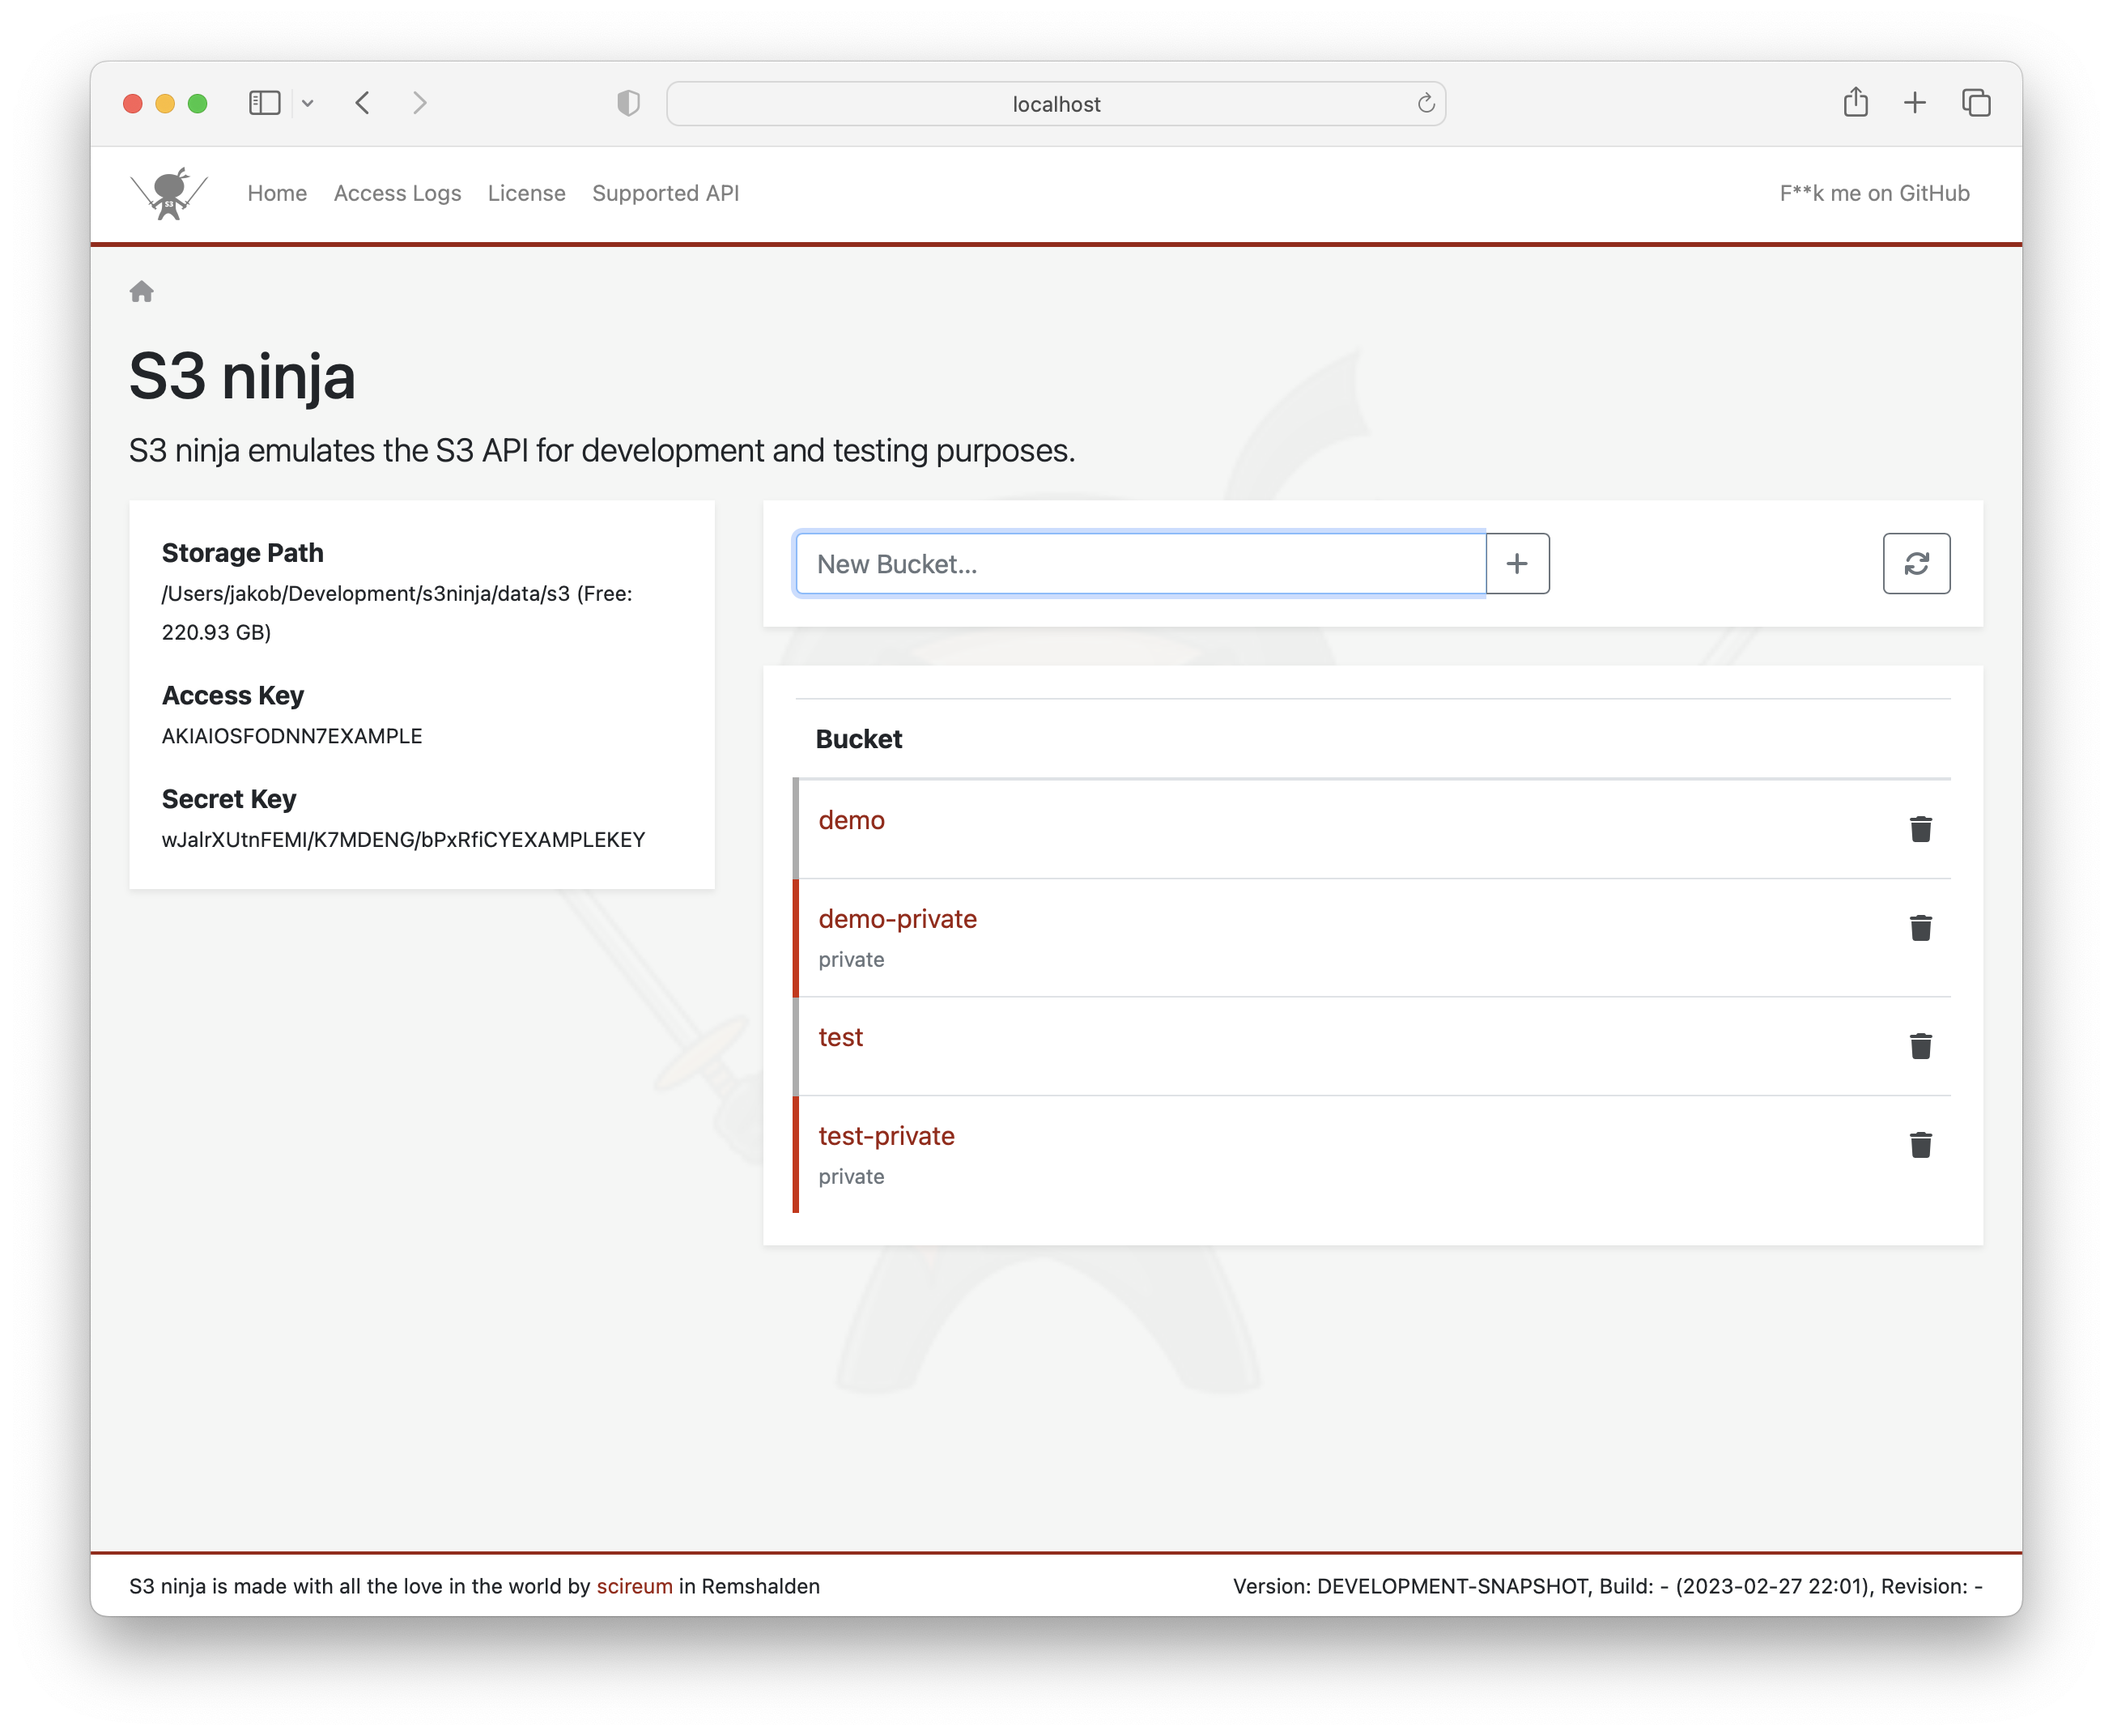 localhost
S3
Home Access Logs License Supported API F**k me on GitHub
S3 ninja
S3 ninja emulates the S3 API for development and testing purposes.
Storage Path
/Users/jakob/Development/s3ninja/data/s3 (Free:
220.93 GB)
Access Key
AKIAIOSFODNN7EXAMPLE
Secret Key
wJalrXUtnFEMI/K7MDENG/bPxRfiCYEXAMPLEKEY
New Bucket...
Bucket
demo
demo-private
private
test
test-private
private
S3 ninja is made with all the love in the world by scireum in Remshalden
Version: DEVELOPMENT-SNAPSHOT, Build: - (2023-02-27 22:01), Revision: -